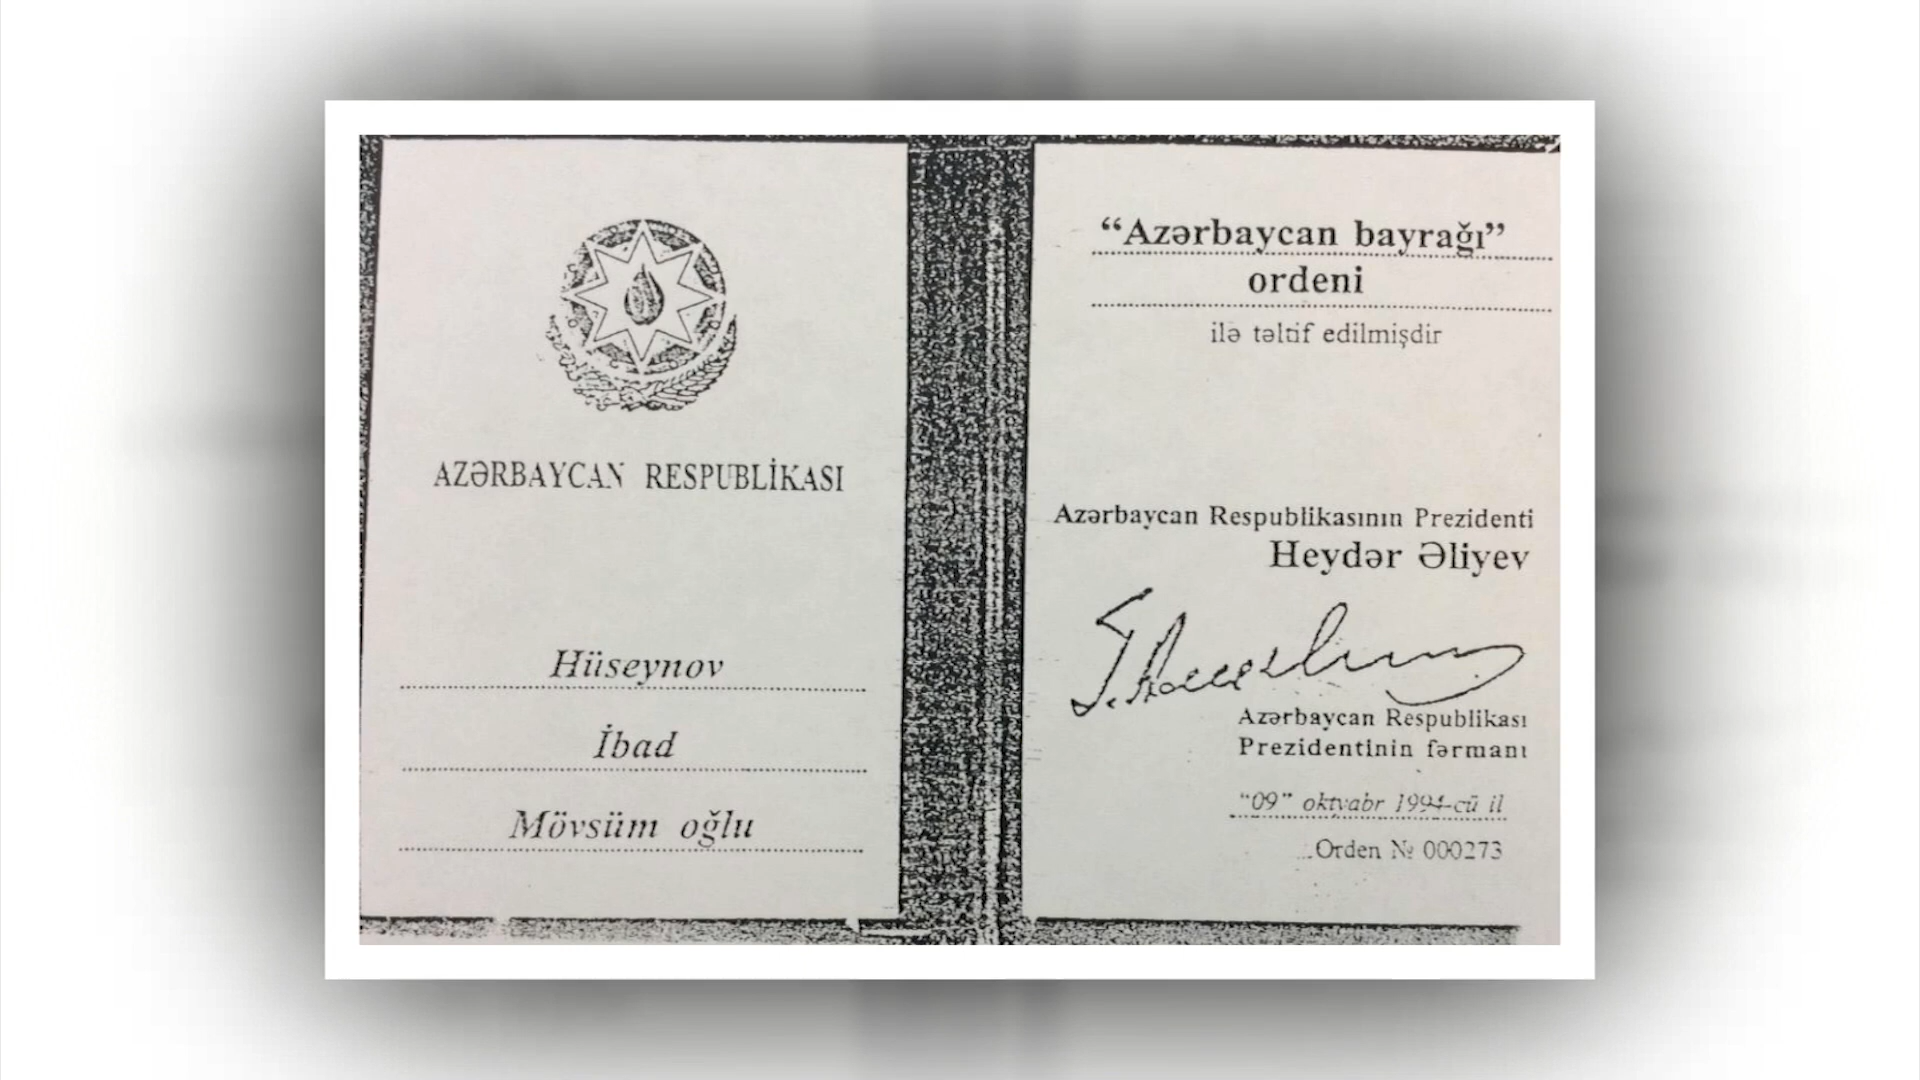 AZƏRBAYCAN RESPUBLİKASI
Hüseynov
İbad
Mövsüm oğlu
“Azərbaycan bayrağı”
ordeni
ilə təltif edilmişdir
Azərbaycan Respublikasının Prezidenti
Heydər Əliyev
Azərbaycan Respublikası
Prezidentinin fərmanı
“09” oktyabr 1994-cü il
Orden № 000273